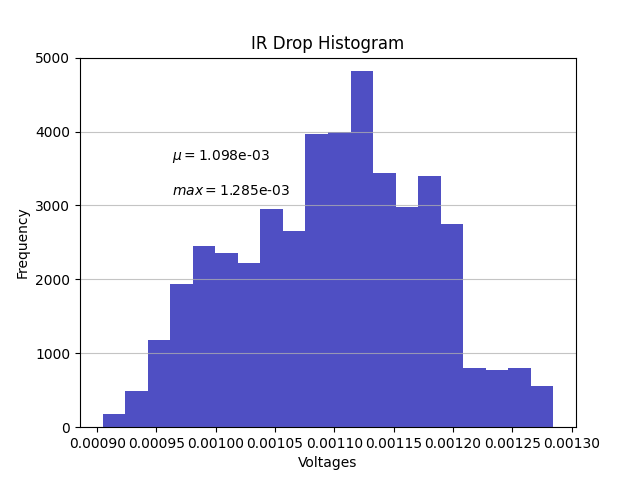 IR Drop Histogram
5000
4000
3000
2000
1000
0
Frequency
μ = 1.098e-03
max = 1.285e-03
0.00090 0.00095 0.00100 0.00105 0.00110 0.00115 0.00120 0.00125 0.00130
Voltages